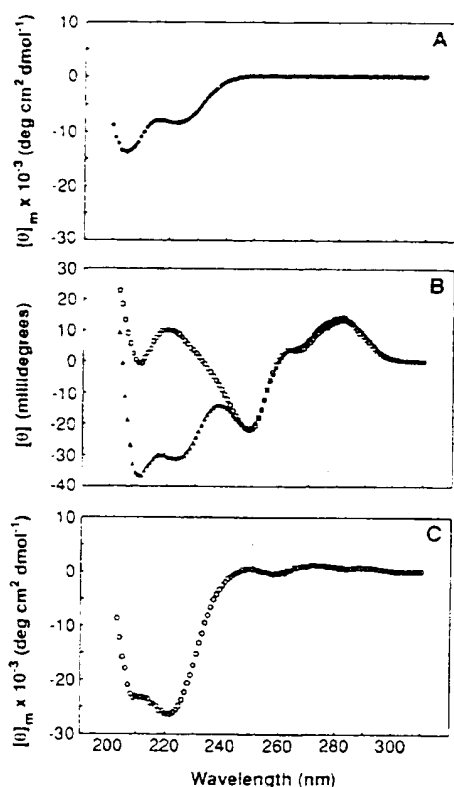 A
[θ]m x 10⁻³ (deg cm² dmol⁻¹)
10
0
-10
-20
-30
B
[θ] (millidegrees)
30
20
10
0
-10
-20
-30
-40
C
[θ]m x 10⁻³ (deg cm² dmol⁻¹)
10
0
-10
-20
-30
200 220 240 260 280 300
Wavelength (nm)